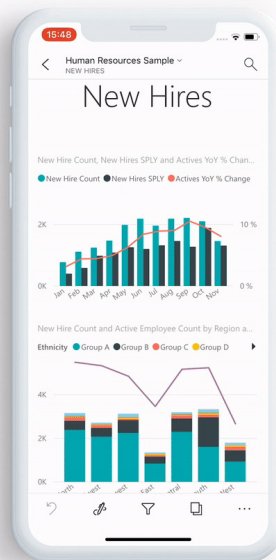 15:48
Human Resources Sample
NEW HIRES
New Hires
New Hire Count, New Hires SPLY and Actives YoY % Chan...
New Hire Count New Hires SPLY Actives YoY % Change
2K 10 %
0K 0 %
Jan Feb Mar Apr May Jun Jul Aug Sep Oct Nov
New Hire Count and Active Employee Count by Region a...
Ethnicity Group A Group B Group C Group D
4K
2K
0K
East